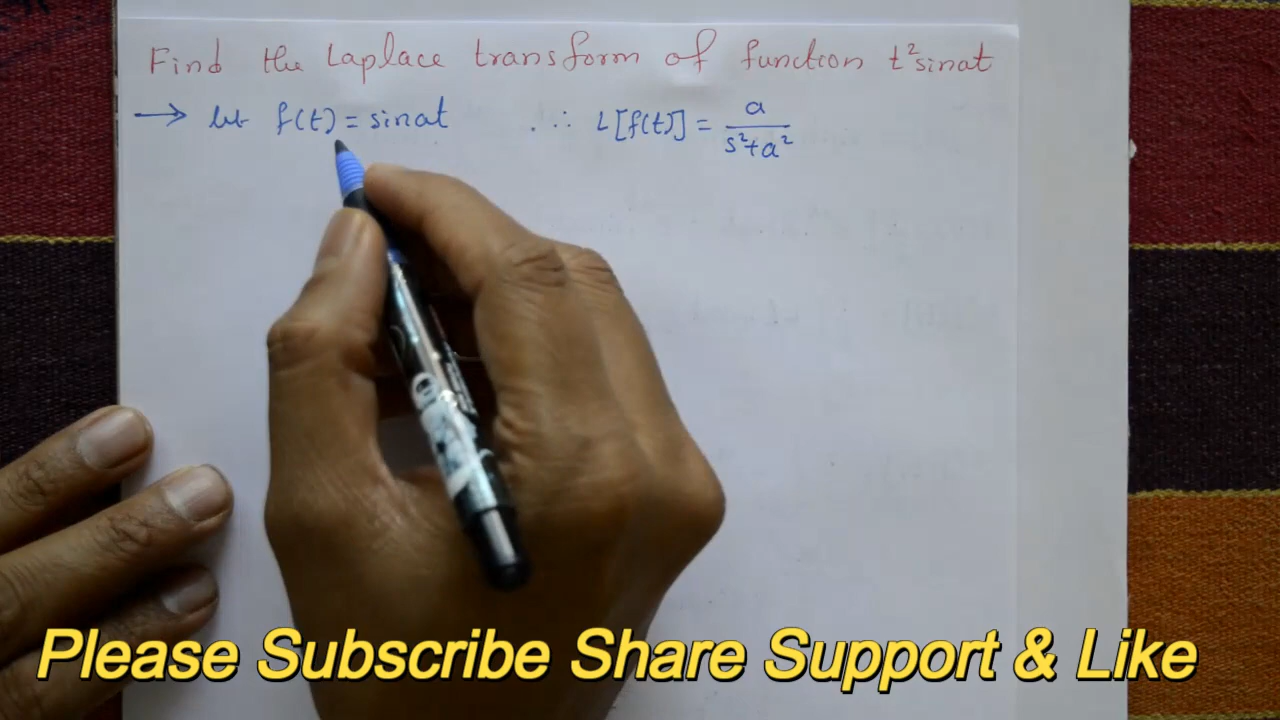 Find the Laplace transform of function t²sinat
→ let f(t) = sinat ∴ L[f(t)] = a/(s²+a²)
Please Subscribe Share Support & Like